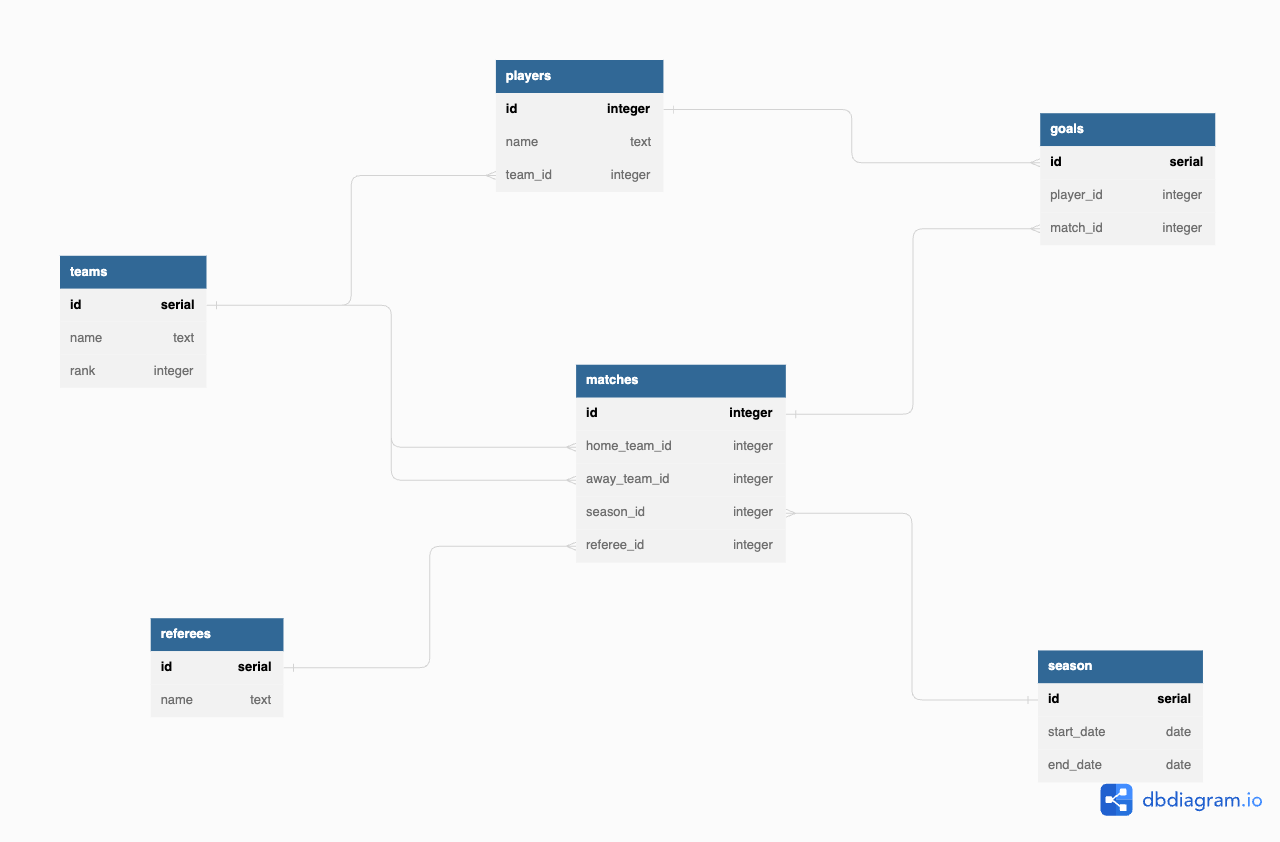 players
id integer
name text
team_id integer
goals
id serial
player_id integer
match_id integer
teams
id serial
name text
rank integer
matches
id integer
home_team_id integer
away_team_id integer
season_id integer
referee_id integer
referees
id serial
name text
season
id serial
start_date date
end_date date
dbdiagram.io